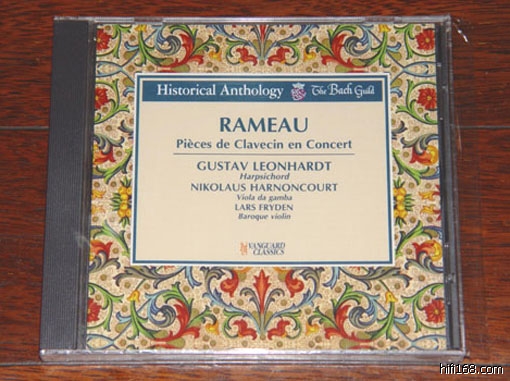 Historical Anthology The Bach Guild
RAMEAU
Pièces de Clavecin en Concert
GUSTAV LEONHARDT
Harpsichord
NIKOLAUS HARNONCOURT
Viola da gamba
LARS FRYDEN
Baroque violin
VANGUARD
CLASSICS
hifi168.com